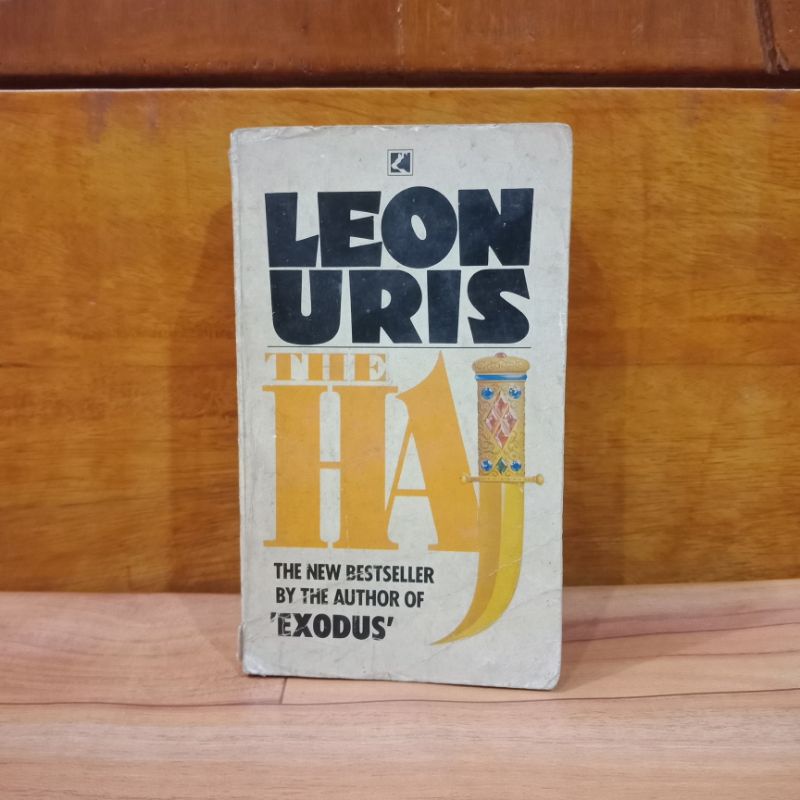 LEON
URIS
THE
HAJ
THE NEW BESTSELLER
BY THE AUTHOR OF
'EXODUS'